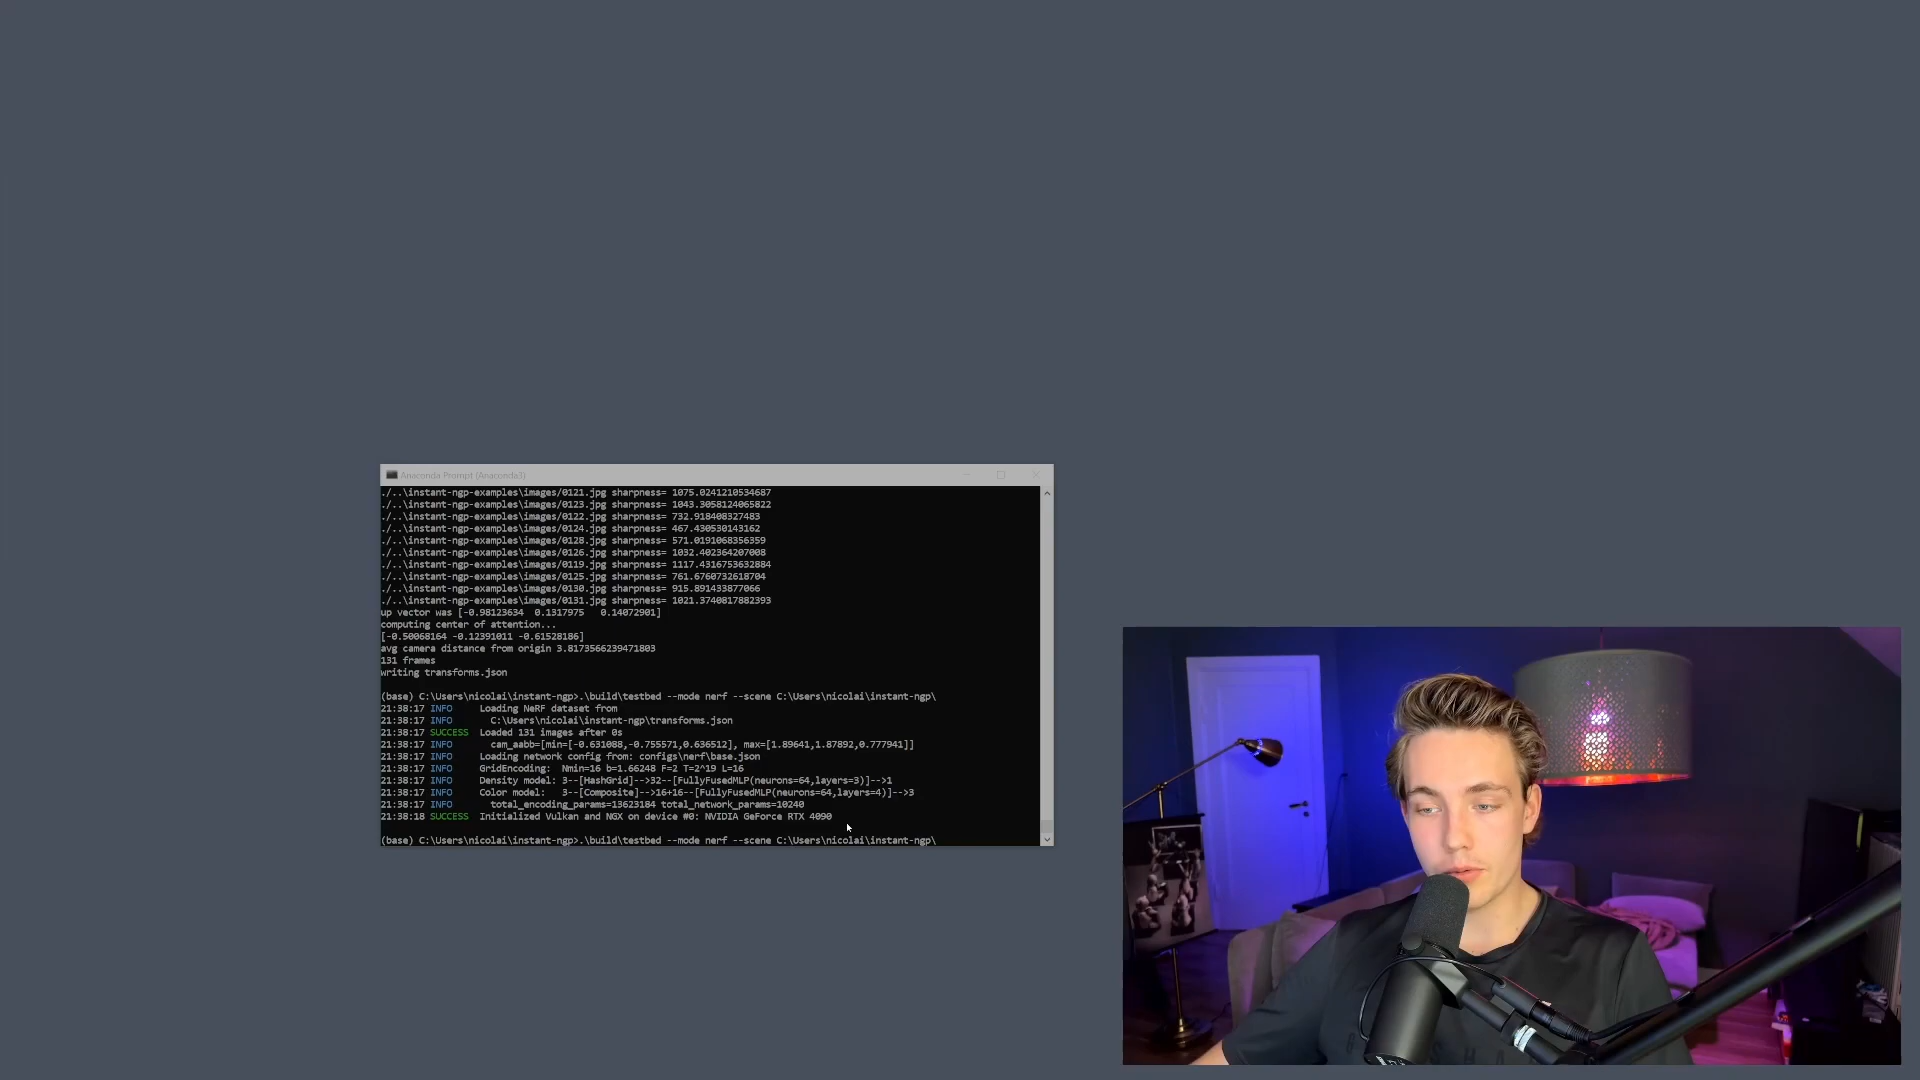 Anaconda Prompt (Anaconda3)
./..\instant-ngp-examples\images/0121.jpg sharpness= 1075.0241210534687
./..\instant-ngp-examples\images/0123.jpg sharpness= 1043.3058124065822
./..\instant-ngp-examples\images/0122.jpg sharpness= 732.918408327483
./..\instant-ngp-examples\images/0124.jpg sharpness= 467.430530143162
./..\instant-ngp-examples\images/0128.jpg sharpness= 571.0191068356359
./..\instant-ngp-examples\images/0126.jpg sharpness= 1032.402364207008
./..\instant-ngp-examples\images/0119.jpg sharpness= 1117.4316753632884
./..\instant-ngp-examples\images/0125.jpg sharpness= 761.6760732618704
./..\instant-ngp-examples\images/0130.jpg sharpness= 915.891433877066
./..\instant-ngp-examples\images/0131.jpg sharpness= 1021.3740817882393
up vector was [-0.98123634  0.1317975   0.14072901]
computing center of attention...
[-0.50068164 -0.12391011 -0.61528186]
avg camera distance from origin 3.8173566239471803
131 frames
writing transforms.json
(base) C:\Users\nicolai\instant-ngp>.\build\testbed --mode nerf --scene C:\Users\nicolai\instant-ngp\
21:38:17 INFO     Loading NeRF dataset from
21:38:17 INFO       C:\Users\nicolai\instant-ngp\transforms.json
21:38:17 SUCCESS  Loaded 131 images after 0s
21:38:17 INFO       cam_aabb=[min=[-0.631088,-0.755571,0.636512], max=[1.89641,1.87892,0.777941]]
21:38:17 INFO     Loading network config from: configs\nerf\base.json
21:38:17 INFO     GridEncoding:  Nmin=16 b=1.66248 F=2 T=2^19 L=16
21:38:17 INFO     Density model: 3--[HashGrid]-->32--[FullyFusedMLP(neurons=64,layers=3)]-->1
21:38:17 INFO     Color model:   3--[Composite]-->16+16--[FullyFusedMLP(neurons=64,layers=4)]-->3
21:38:17 INFO       total_encoding_params=13623184 total_network_params=10240
21:38:18 SUCCESS  Initialized Vulkan and NGX on device #0: NVIDIA GeForce RTX 4090
(base) C:\Users\nicolai\instant-ngp>.\build\testbed --mode nerf --scene C:\Users\nicolai\instant-ngp\